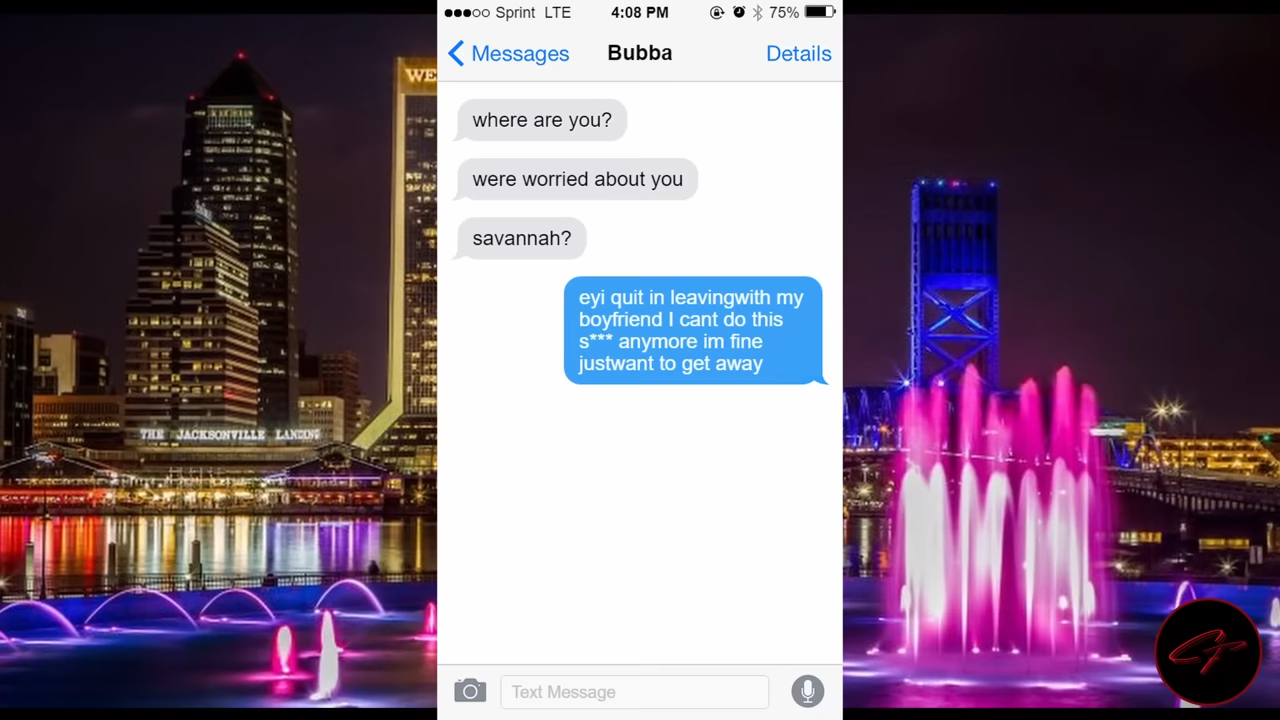 Sprint LTE 4:08 PM 75%
Messages Bubba Details
where are you?
were worried about you
savannah?
eyi quit in leavingwith my
boyfriend I cant do this
s*** anymore im fine
justwant to get away
Text Message
WE
THE JACKSONVILLE LANDING
CF